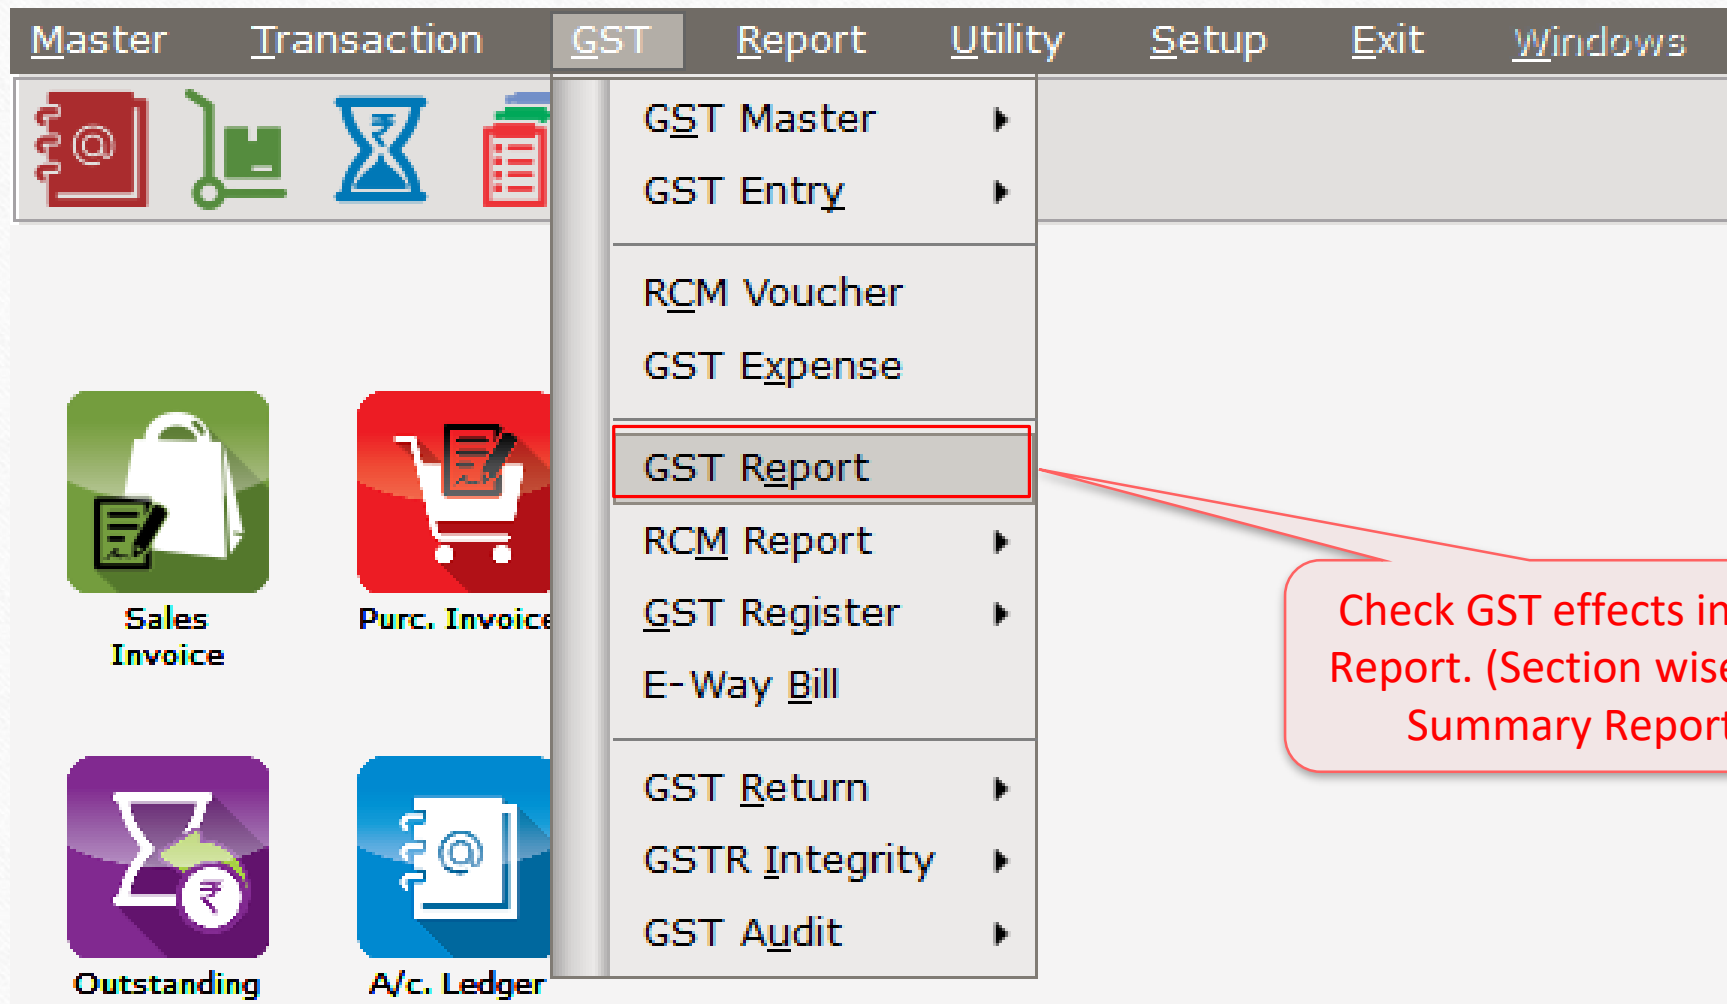 Master Transaction GST Report Utility Setup Exit Windows
GST Master
GST Entry
RCM Voucher
GST Expense
GST Report
RCM Report
GST Register
E-Way Bill
GST Return
GSTR Integrity
GST Audit
Sales
Invoice
Purc. Invoice
Outstanding
A/c. Ledger
Check GST effects in
Report. (Section wise
Summary Report